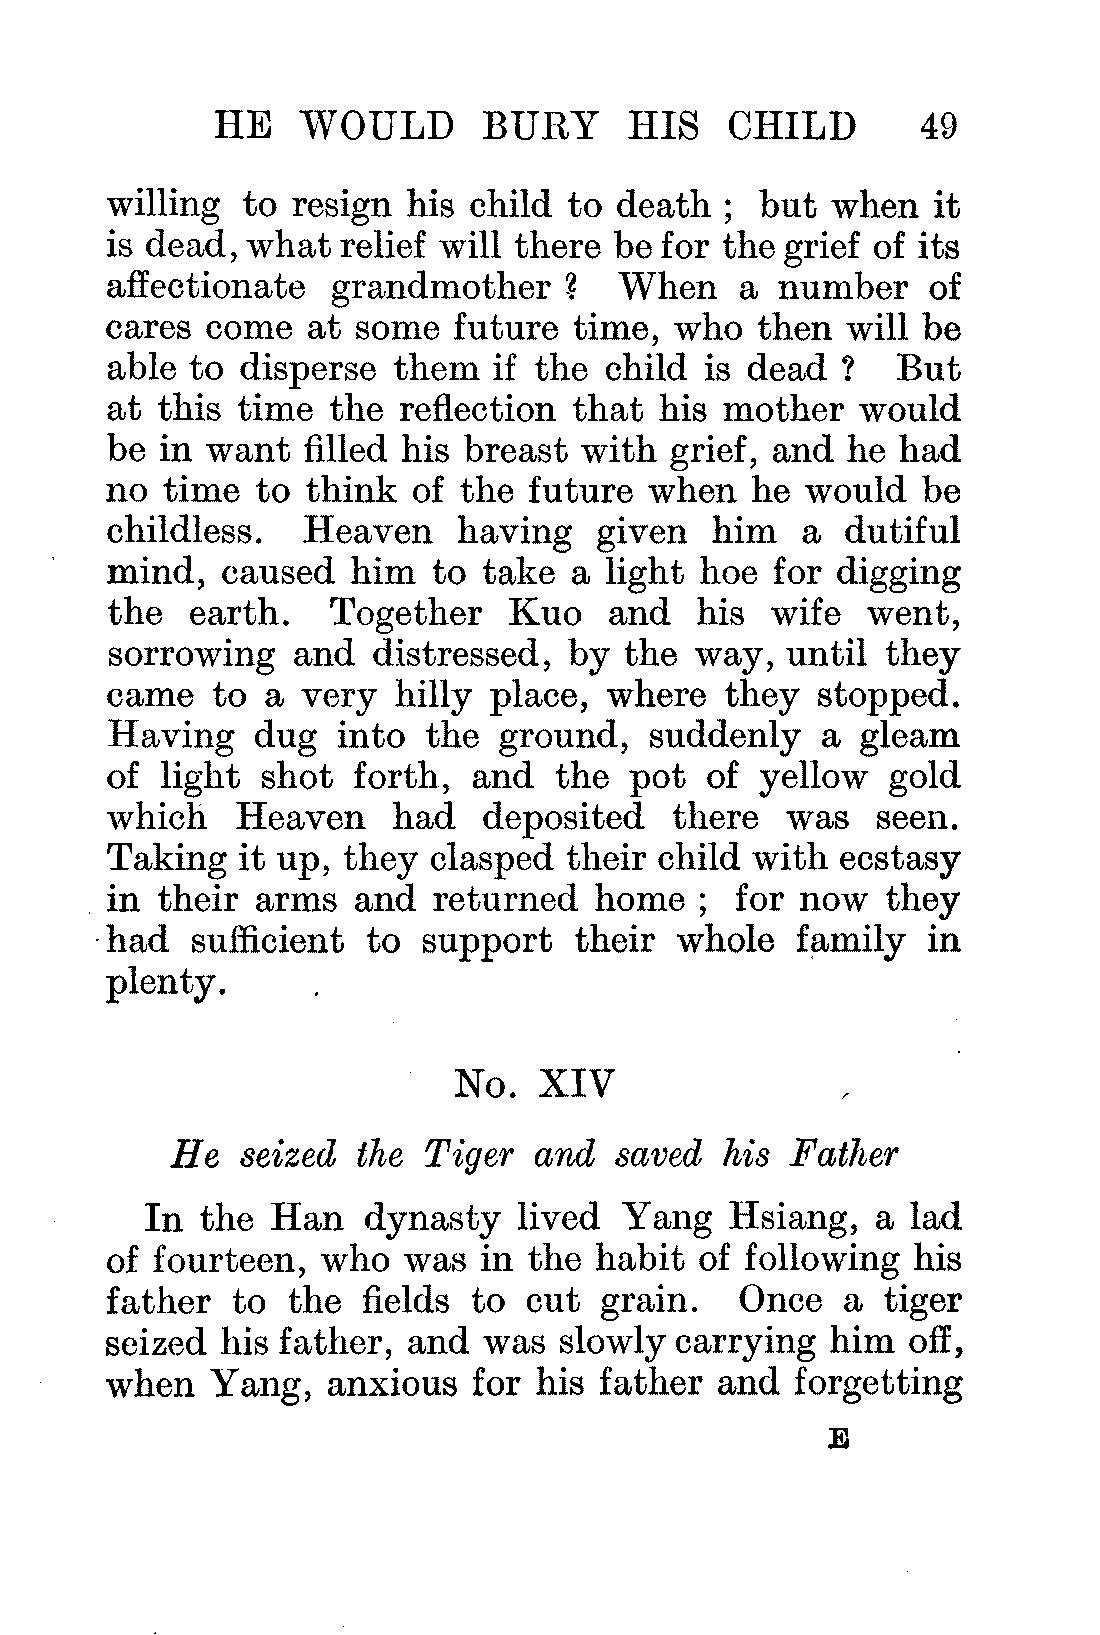 HE WOULD BURY HIS CHILD 49
willing to resign his child to death ; but when it
is dead, what relief will there be for the grief of its
affectionate grandmother ? When a number of
cares come at some future time, who then will be
able to disperse them if the child is dead ? But
at this time the reflection that his mother would
be in want filled his breast with grief, and he had
no time to think of the future when he would be
childless. Heaven having given him a dutiful
mind, caused him to take a light hoe for digging
the earth. Together Kuo and his wife went,
sorrowing and distressed, by the way, until they
came to a very hilly place, where they stopped.
Having dug into the ground, suddenly a gleam
of light shot forth, and the pot of yellow gold
which Heaven had deposited there was seen.
Taking it up, they clasped their child with ecstasy
in their arms and returned home ; for now they
had sufficient to support their whole family in
plenty.
No. XIV
He seized the Tiger and saved his Father
In the Han dynasty lived Yang Hsiang, a lad
of fourteen, who was in the habit of following his
father to the fields to cut grain. Once a tiger
seized his father, and was slowly carrying him off,
when Yang, anxious for his father and forgetting
E